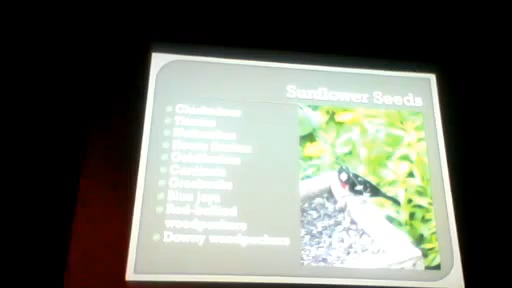 Sunflower Seeds
Chickadees
Titmice
Nuthatches
House finches
Goldfinches
Cardinals
Grosbeaks
Blue jays
Red-bellied
woodpeckers
Downy woodpeckers